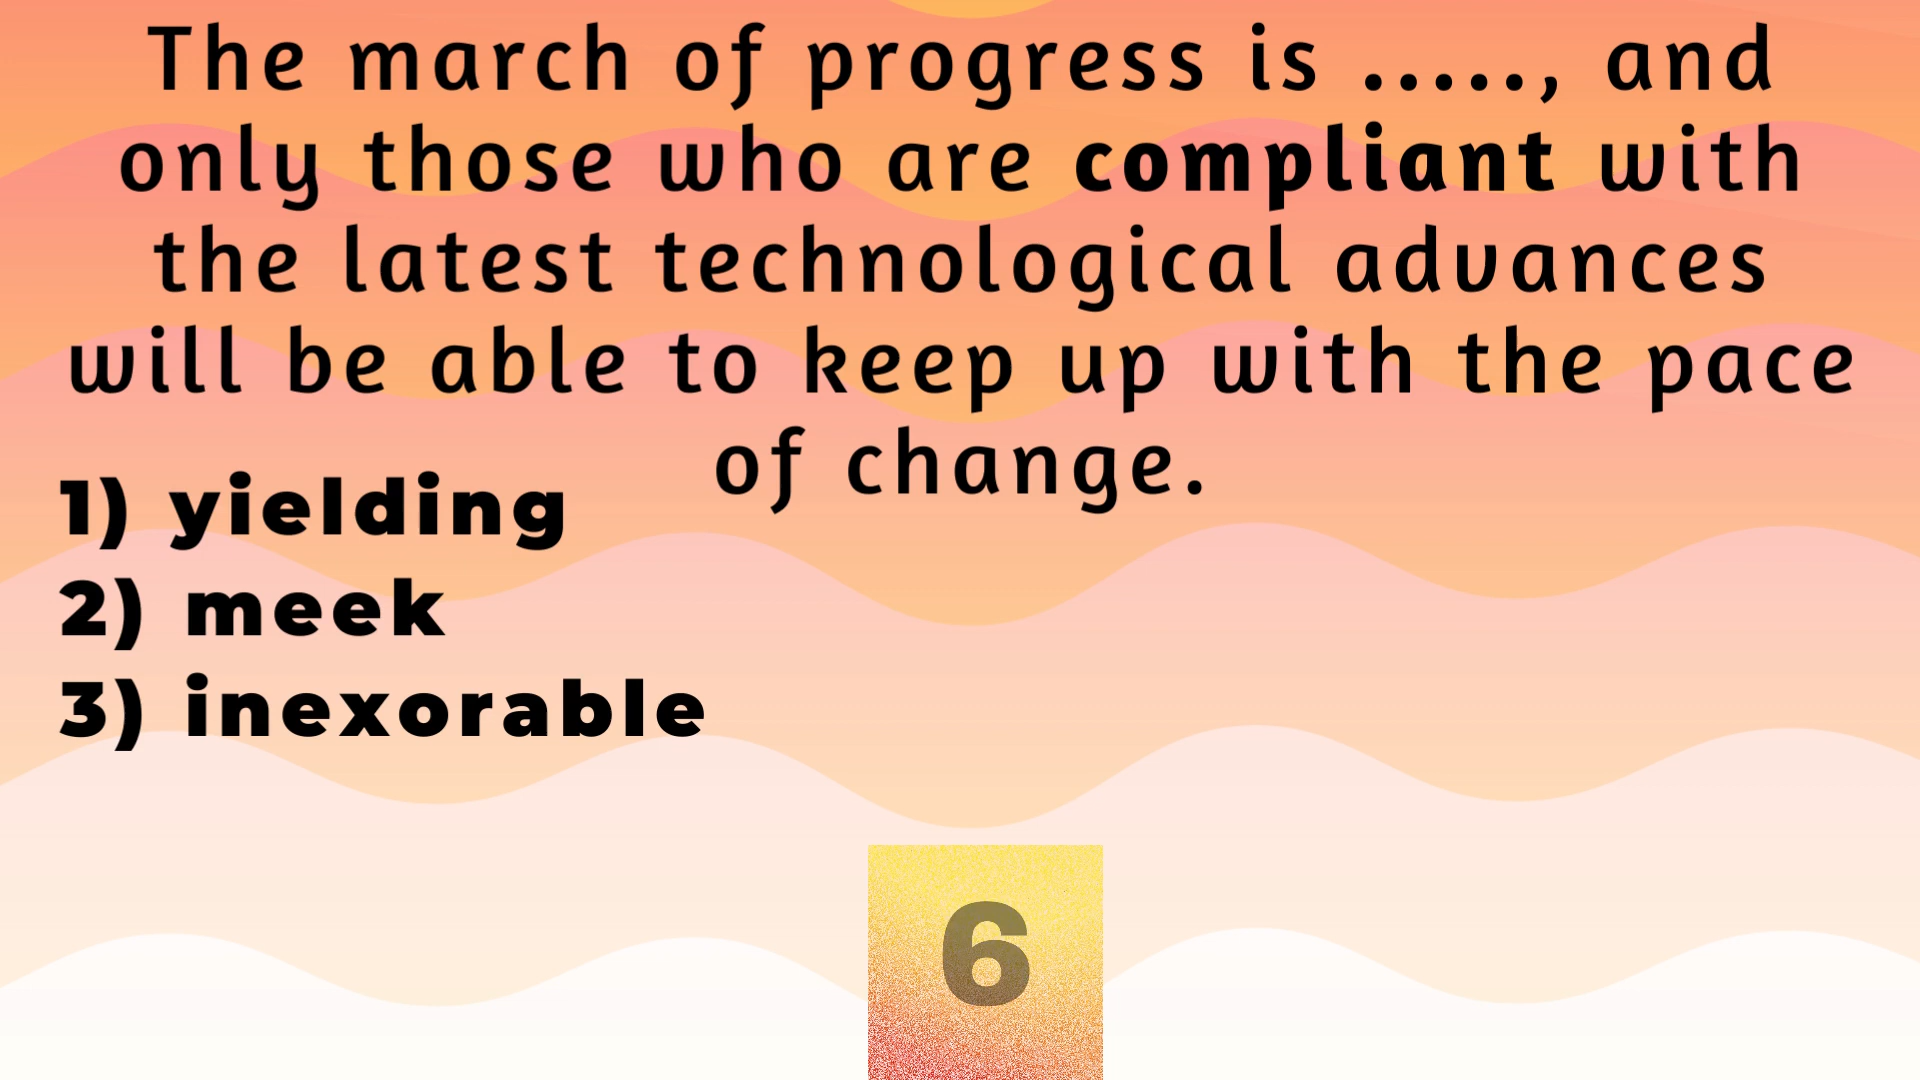 The march of progress is ....., and
only those who are compliant with
the latest technological advances
will be able to keep up with the pace
of change.
1) yielding
2) meek
3) inexorable
6